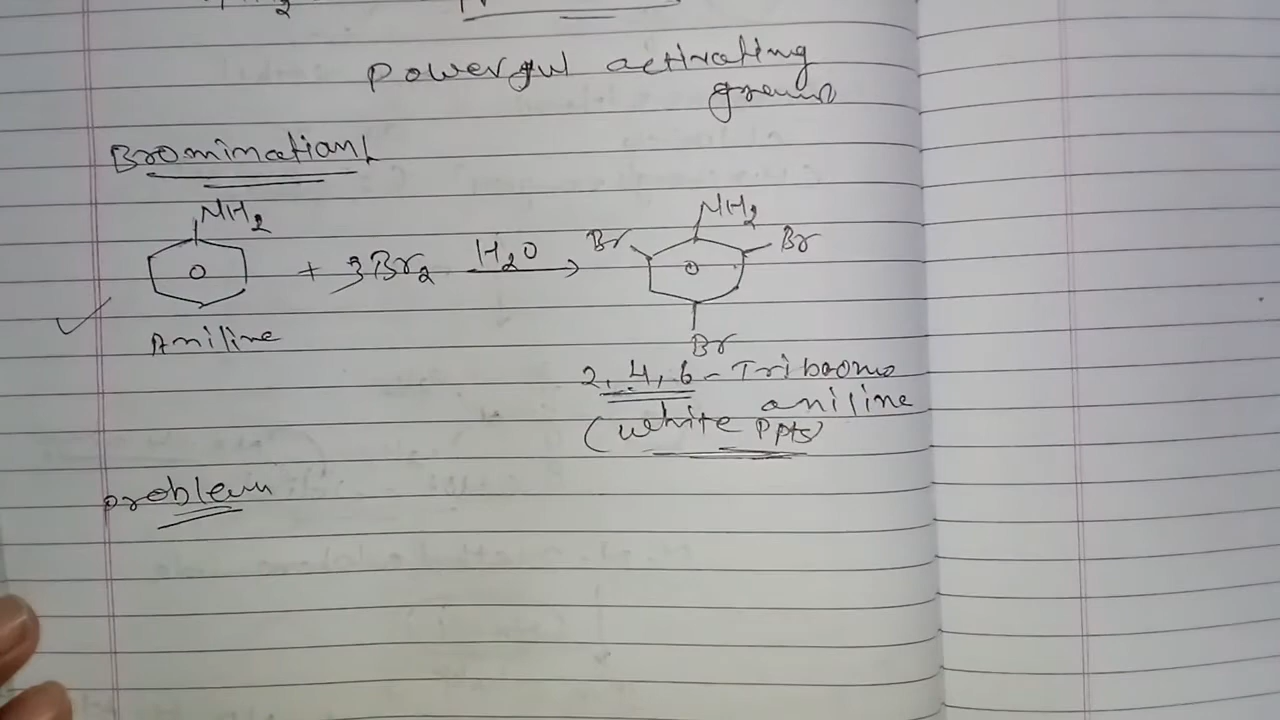 Powerful activating
group
Bromination
NH2 NH2
Br Br
+ 3Br2 H2O
Aniline Br
2, 4, 6 - Tribromo
aniline
(white ppts)
problem